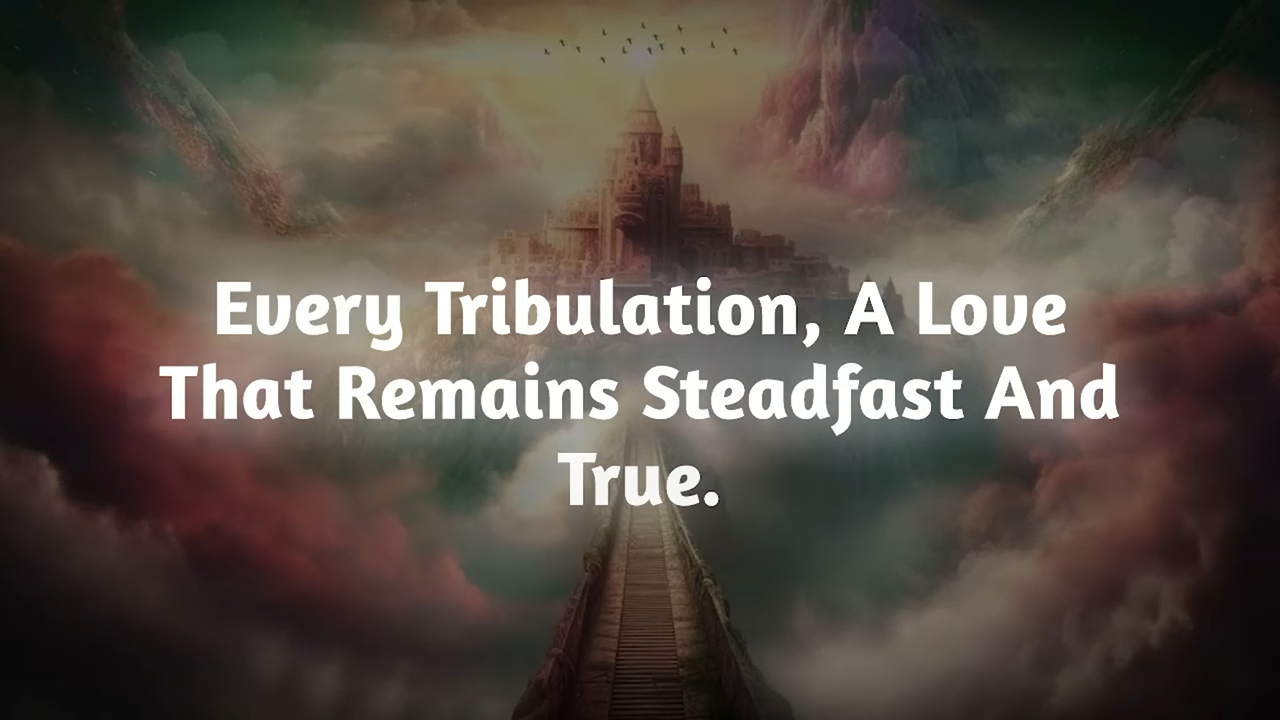 Every Tribulation, A Love
That Remains Steadfast And
True.